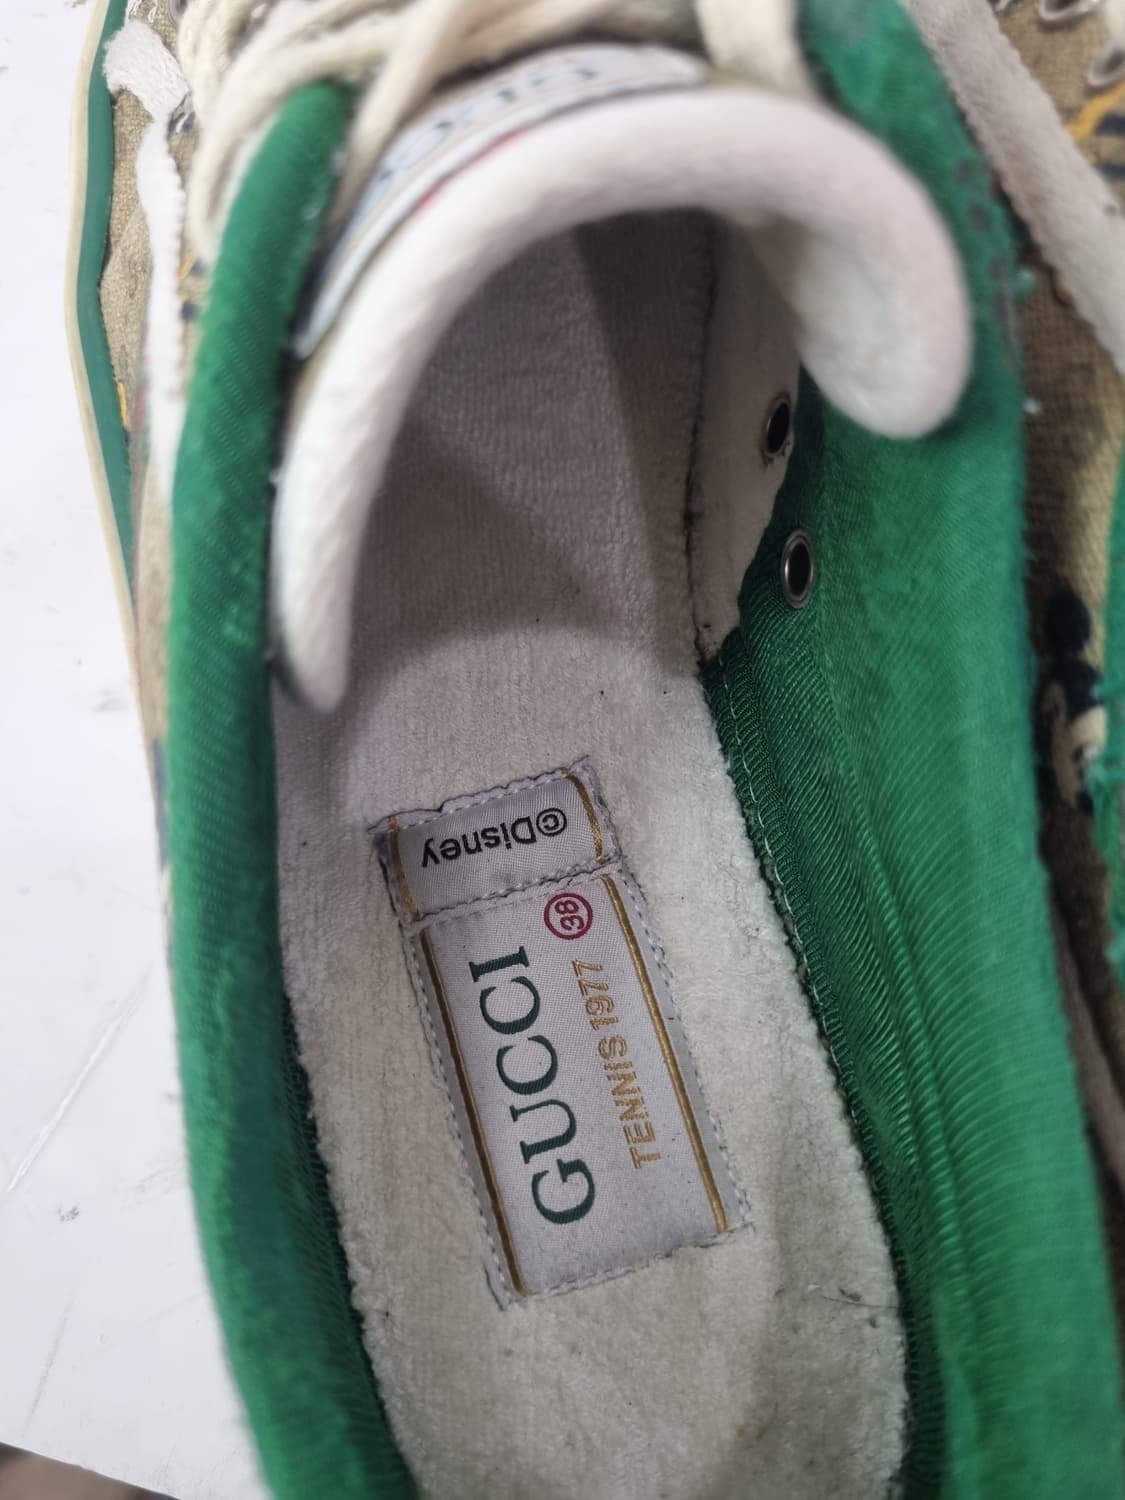 ©Disney
GUCCI
38
TENNIS 1977